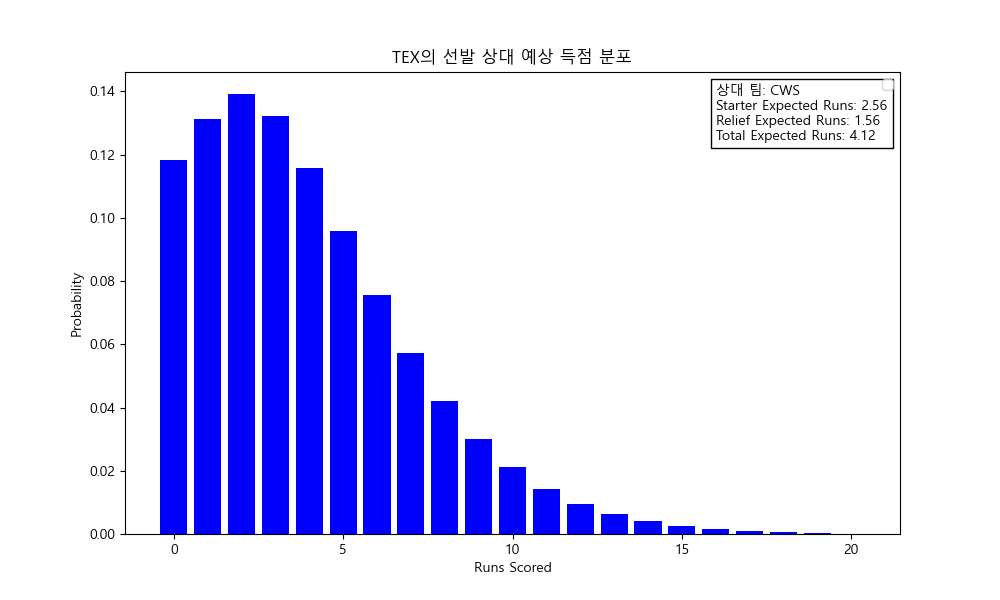 TEX의 선발 상대 예상 득점 분포
상대 팀: CWS
Starter Expected Runs: 2.56
Relief Expected Runs: 1.56
Total Expected Runs: 4.12
0.14
0.12
0.10
0.08
0.06
0.04
0.02
0.00
Probability
0 5 10 15 20
Runs Scored